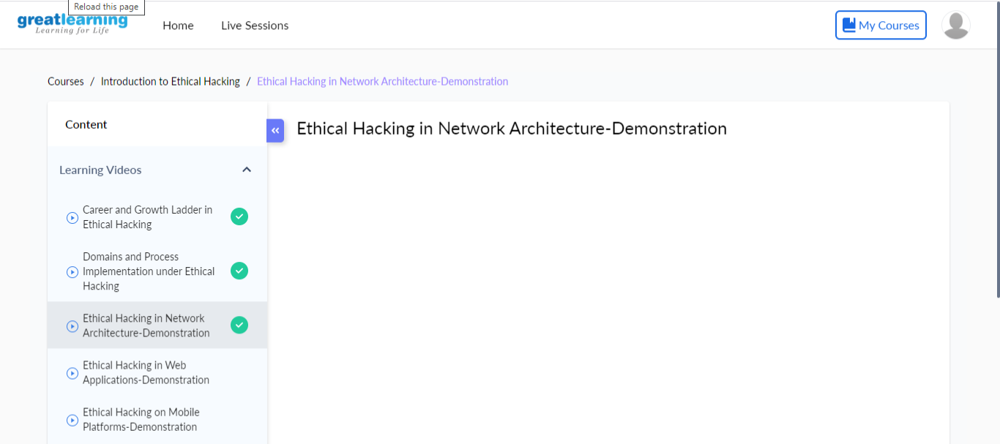 Reload this page
greatlearning
Learning for Life
Home
Live Sessions
My Courses
Courses / Introduction to Ethical Hacking / Ethical Hacking in Network Architecture-Demonstration
Content
«
Ethical Hacking in Network Architecture-Demonstration
Learning Videos
Career and Growth Ladder in
Ethical Hacking
Domains and Process
Implementation under Ethical
Hacking
Ethical Hacking in Network
Architecture-Demonstration
Ethical Hacking in Web
Applications-Demonstration
Ethical Hacking on Mobile
Platforms-Demonstration